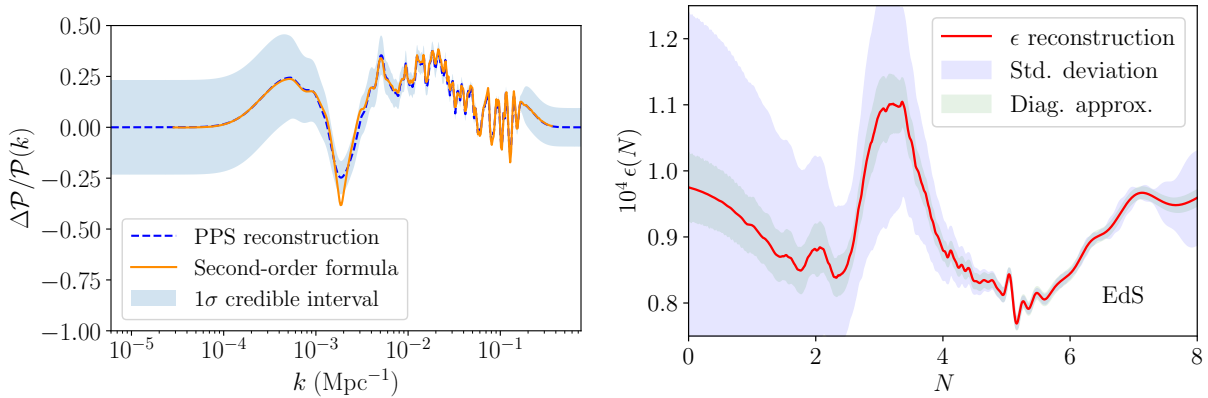 0.50
0.25
0.00
−0.25
−0.50
−0.75
−1.00
ΔP/P(k)
PPS reconstruction
Second-order formula
1σ credible interval
10⁻⁵
10⁻⁴
10⁻³
10⁻²
10⁻¹
k (Mpc⁻¹)
1.2
1.1
1.0
0.9
0.8
10⁴ ϵ(N)
ϵ reconstruction
Std. deviation
Diag. approx.
EdS
0
2
4
6
8
N